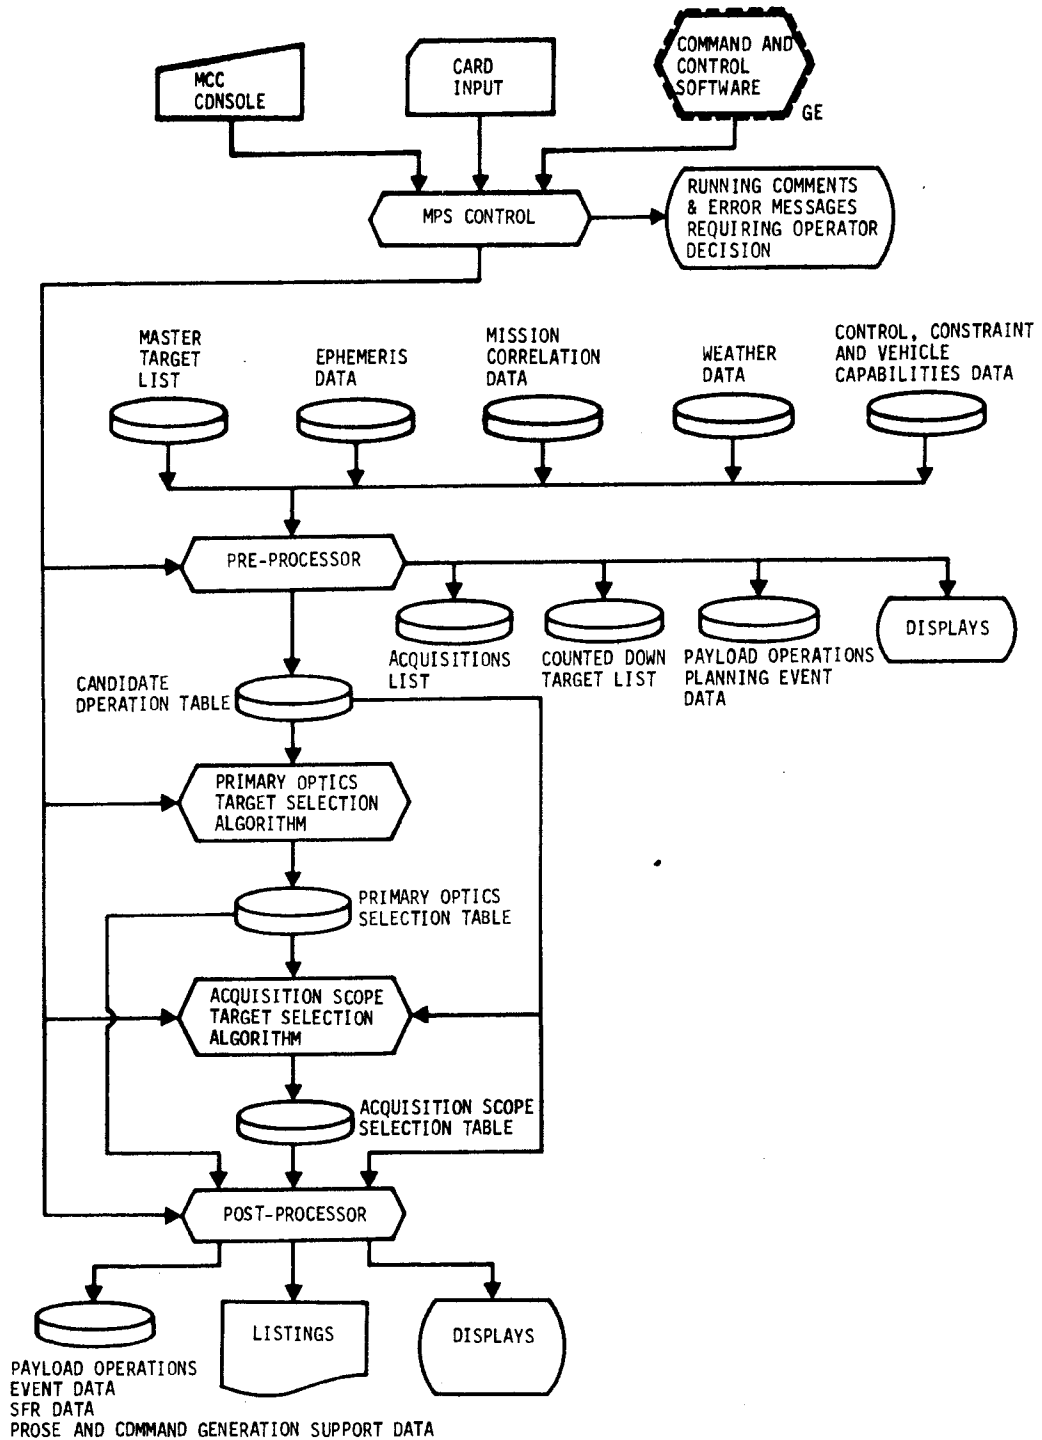 MCC
CONSOLE
CARD
INPUT
COMMAND AND
CONTROL
SOFTWARE
GE
MPS CONTROL
RUNNING COMMENTS
& ERROR MESSAGES
REQUIRING OPERATOR
DECISION
MASTER
TARGET
LIST
EPHEMERIS
DATA
MISSION
CORRELATION
DATA
WEATHER
DATA
CONTROL, CONSTRAINT
AND VEHICLE
CAPABILITIES DATA
PRE-PROCESSOR
ACQUISITIONS
LIST
COUNTED DOWN
TARGET LIST
PAYLOAD OPERATIONS
PLANNING EVENT
DATA
DISPLAYS
CANDIDATE
OPERATION TABLE
PRIMARY OPTICS
TARGET SELECTION
ALGORITHM
PRIMARY OPTICS
SELECTION TABLE
ACQUISITION SCOPE
TARGET SELECTION
ALGORITHM
ACQUISITION SCOPE
SELECTION TABLE
POST-PROCESSOR
PAYLOAD OPERATIONS
EVENT DATA
SFR DATA
PROSE AND COMMAND GENERATION SUPPORT DATA
LISTINGS
DISPLAYS